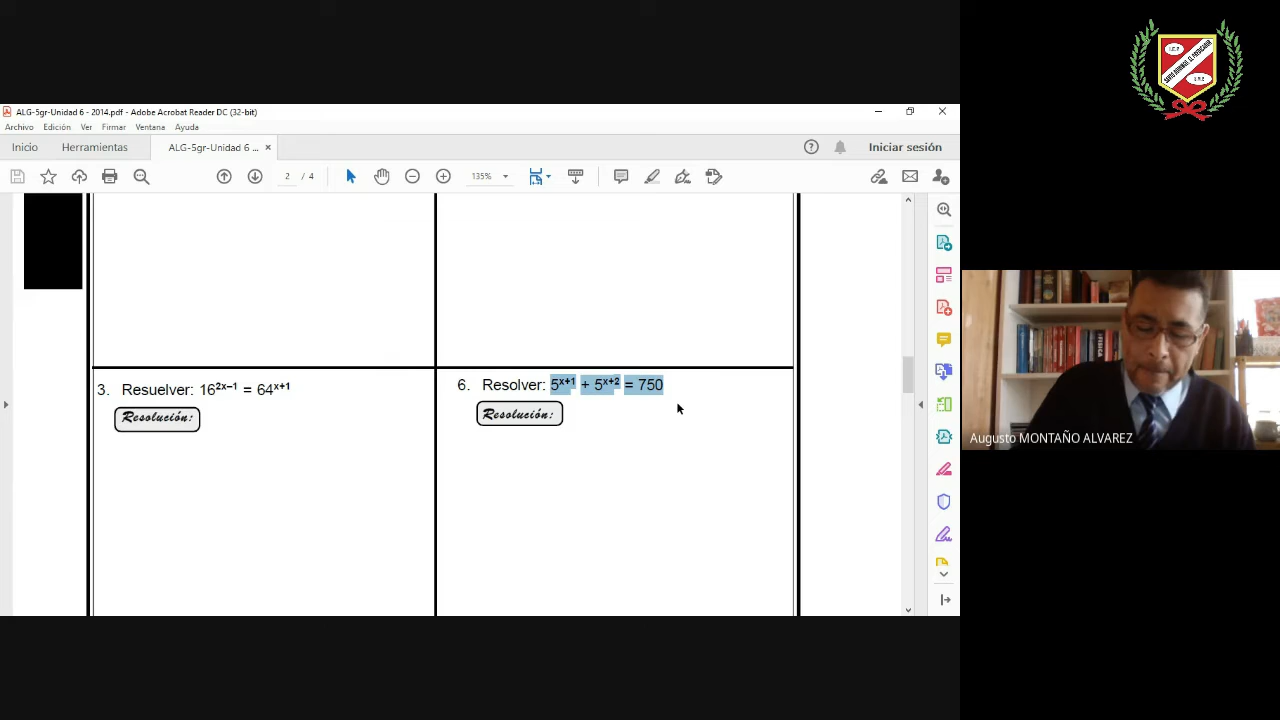 ALG-5gr-Unidad 6 - 2014.pdf - Adobe Acrobat Reader DC (32-bit)
Archivo Edición Ver Firmar Ventana Ayuda
Inicio Herramientas ALG-5gr-Unidad 6 ... × Iniciar sesión
2 / 4 135%
3. Resuelver: 16²ˣ⁻¹ = 64ˣ⁺¹
Resolución:
6. Resolver: 5ˣ⁺¹ + 5ˣ⁺² = 750
Resolución:
Augusto MONTAÑO ALVAREZ